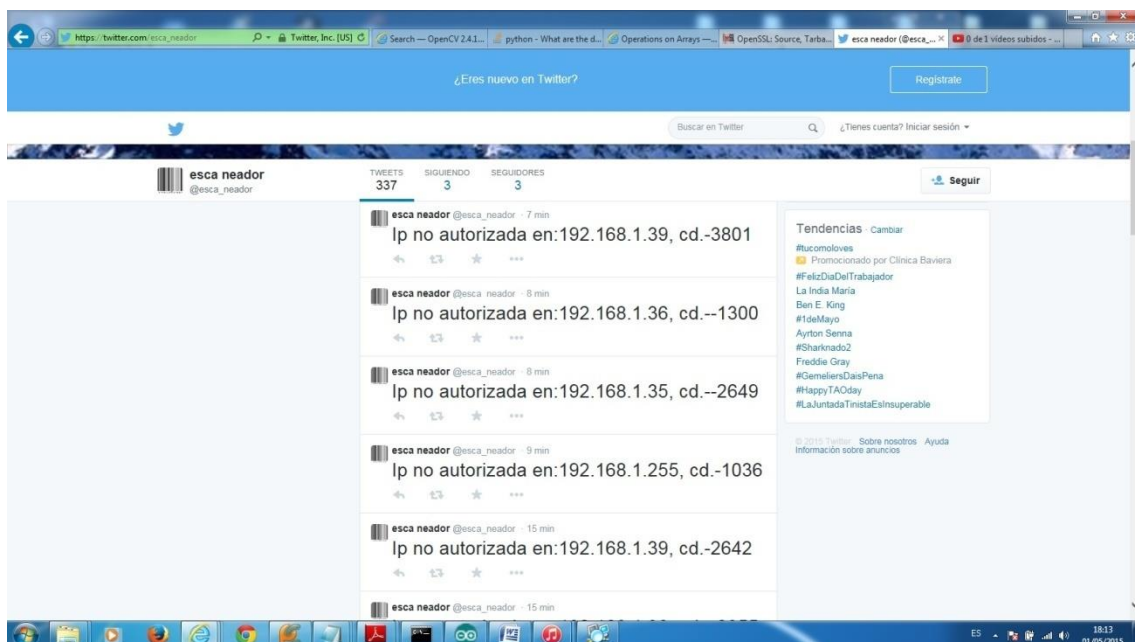 https://twitter.com/esca_neador
Twitter, Inc. [US]
Search — OpenCV 2.4.1...
python - What are the d...
Operations on Arrays —...
OpenSSL: Source, Tarba...
esca neador (@esca_...
0 de 1 vídeos subidos - ...
¿Eres nuevo en Twitter?
Regístrate
Buscar en Twitter
¿Tienes cuenta? Iniciar sesión
esca neador
@esca_neador
TWEETS
337
SIGUIENDO
3
SEGUIDORES
3
Seguir
esca neador @esca_neador · 7 min
Ip no autorizada en:192.168.1.39, cd.-3801
esca neador @esca_neador · 8 min
Ip no autorizada en:192.168.1.36, cd.--1300
esca neador @esca_neador · 8 min
Ip no autorizada en:192.168.1.35, cd.--2649
esca neador @esca_neador · 9 min
Ip no autorizada en:192.168.1.255, cd.-1036
esca neador @esca_neador · 15 min
Ip no autorizada en:192.168.1.39, cd.-2642
esca neador @esca_neador · 15 min
Tendencias · Cambiar
#tucomoloves
Promocionado por Clínica Baviera
#FelizDiaDelTrabajador
La India María
Ben E. King
#1deMayo
Ayrton Senna
#Sharknado2
Freddie Gray
#GemeliersDaisPena
#HappyTAOday
#LaJuntadaTinistaEsInsuperable
© 2015 Twitter Sobre nosotros Ayuda
Información sobre anuncios
ES
18:13
01/05/2015